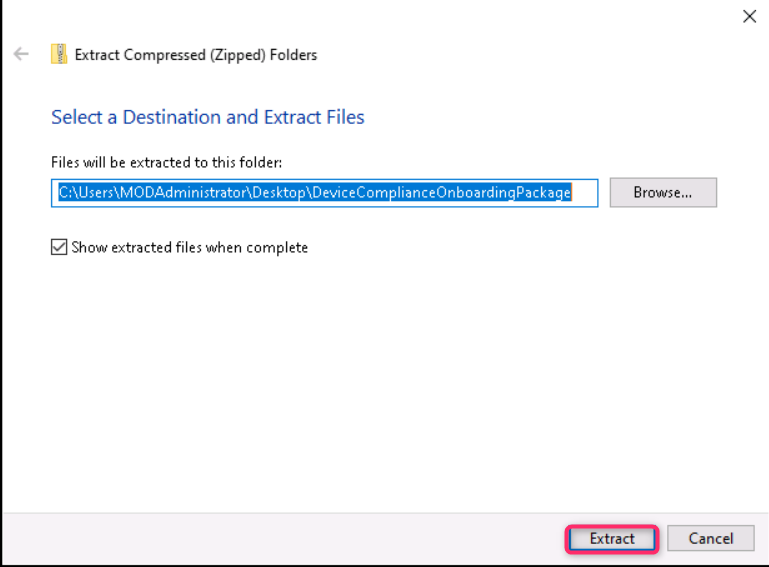 Extract Compressed (Zipped) Folders
Select a Destination and Extract Files
Files will be extracted to this folder:
C:\Users\MODAdministrator\Desktop\DeviceComplianceOnboardingPackage
Browse...
Show extracted files when complete
Extract
Cancel